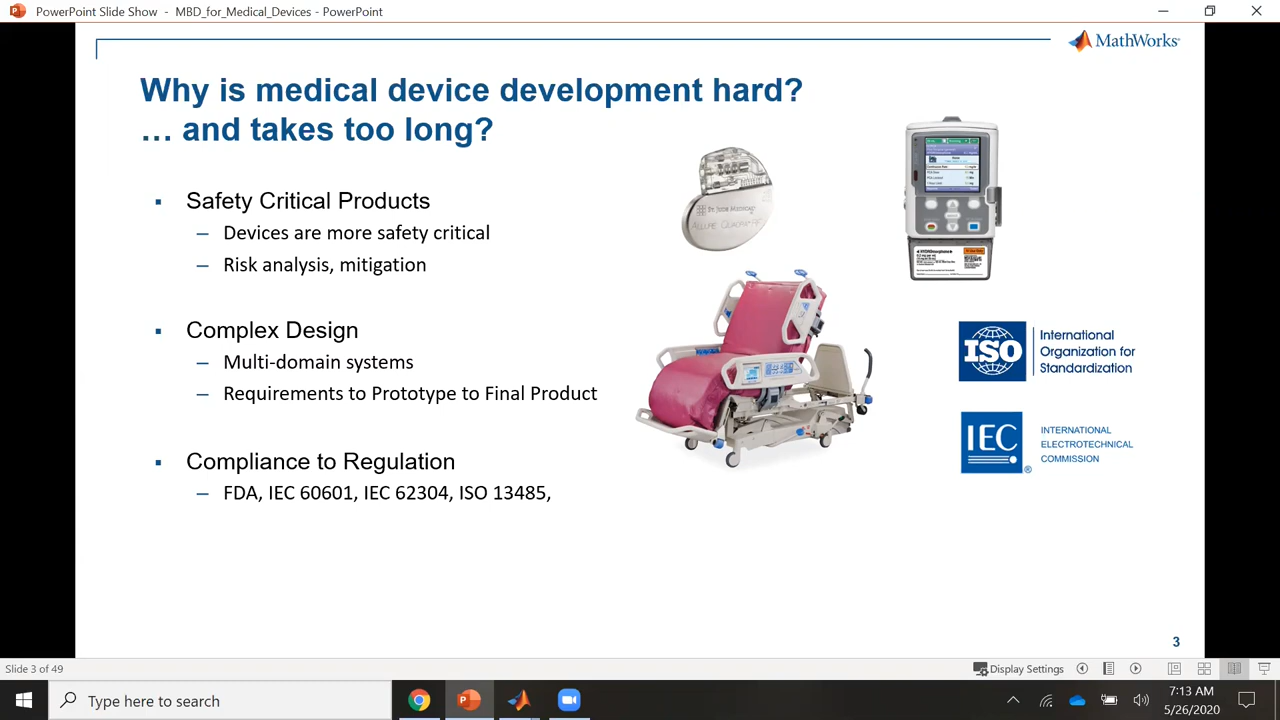 PowerPoint Slide Show - MBD_for_Medical_Devices - PowerPoint
MathWorks®
Why is medical device development hard?
… and takes too long?
▪ Safety Critical Products
– Devices are more safety critical
– Risk analysis, mitigation
▪ Complex Design
– Multi-domain systems
– Requirements to Prototype to Final Product
▪ Compliance to Regulation
– FDA, IEC 60601, IEC 62304, ISO 13485,
ISO
International
Organization for
Standardization
IEC®
INTERNATIONAL
ELECTROTECHNICAL
COMMISSION
3
Slide 3 of 49
Display Settings
Type here to search
7:13 AM
5/26/2020